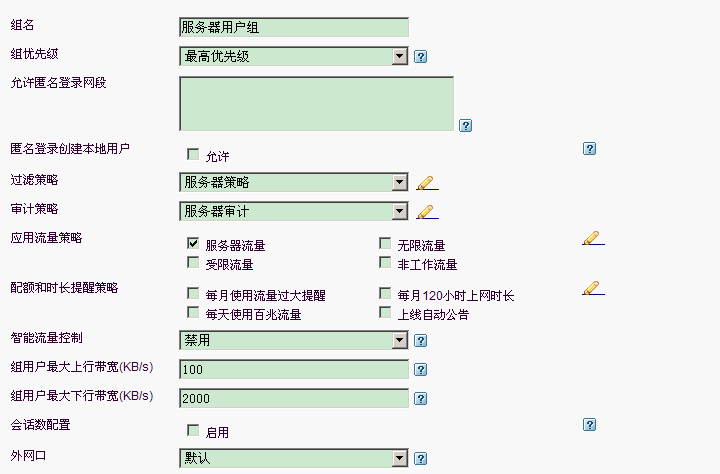 组名 服务器用户组
组优先级 最高优先级 ?
允许匿名登录网段 ?
匿名登录创建本地用户 允许 ?
过滤策略 服务器策略
审计策略 服务器审计
应用流量策略 服务器流量 无限流量
受限流量 非工作流量
配额和时长提醒策略 每月使用流量过大提醒 每月120小时上网时长
每天使用百兆流量 上线自动公告
智能流量控制 禁用 ?
组用户最大上行带宽(KB/s) 100 ?
组用户最大下行带宽(KB/s) 2000 ?
会话数配置 启用 ?
外网口 默认 ?